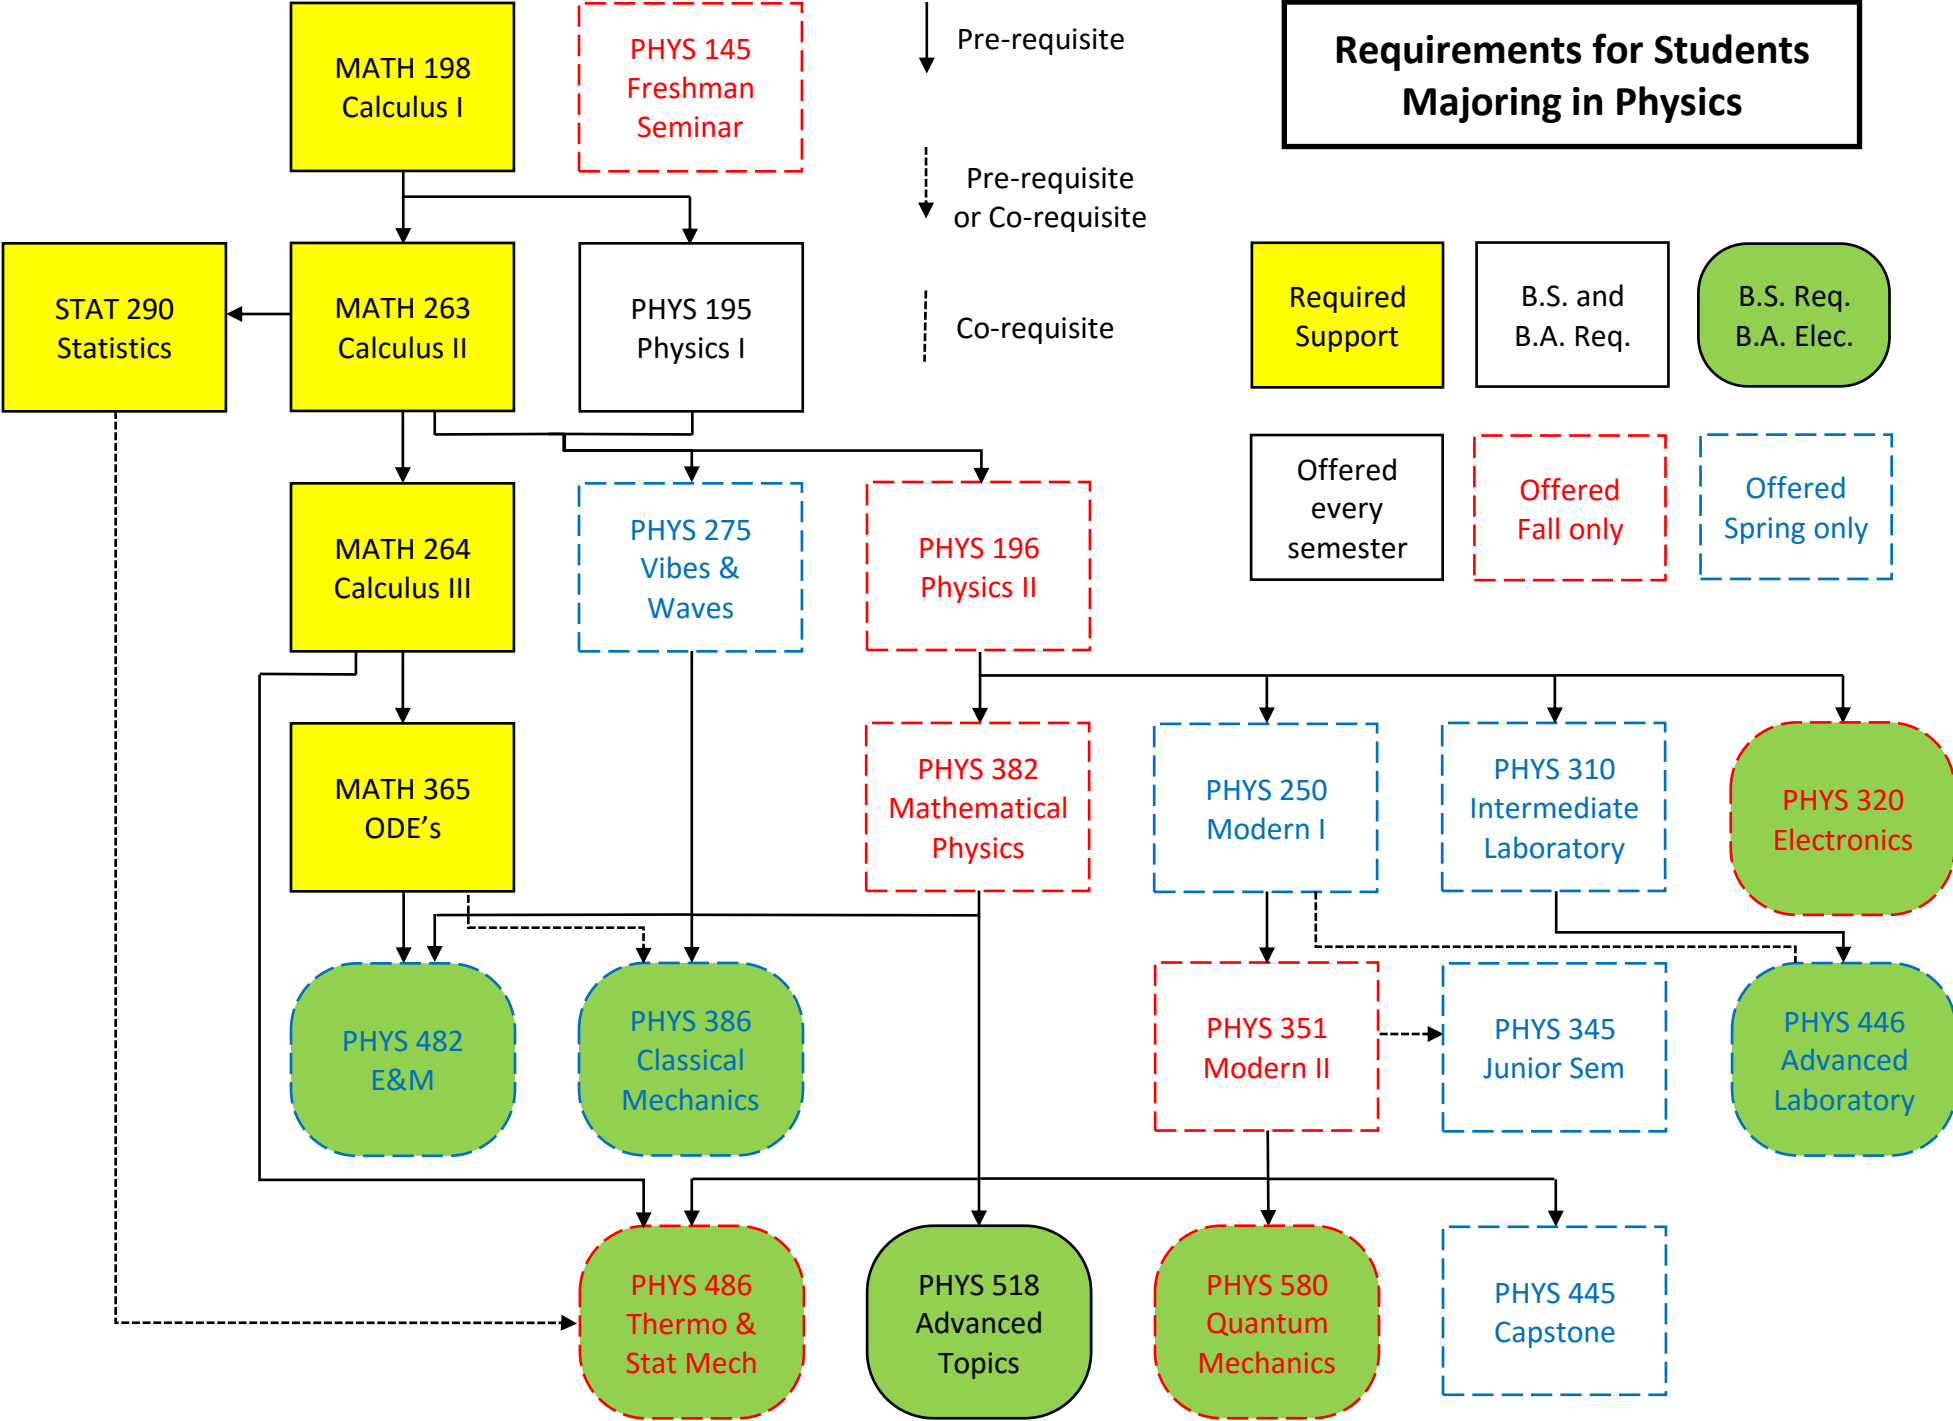 MATH 198
Calculus I
PHYS 145
Freshman
Seminar
Pre-requisite
Requirements for Students
Majoring in Physics
Pre-requisite
or Co-requisite
STAT 290
Statistics
MATH 263
Calculus II
PHYS 195
Physics I
Co-requisite
Required
Support
B.S. and
B.A. Req.
B.S. Req.
B.A. Elec.
MATH 264
Calculus III
PHYS 275
Vibes &
Waves
PHYS 196
Physics II
Offered
every
semester
Offered
Fall only
Offered
Spring only
MATH 365
ODE’s
PHYS 382
Mathematical
Physics
PHYS 250
Modern I
PHYS 310
Intermediate
Laboratory
PHYS 320
Electronics
PHYS 482
E&M
PHYS 386
Classical
Mechanics
PHYS 351
Modern II
PHYS 345
Junior Sem
PHYS 446
Advanced
Laboratory
PHYS 486
Thermo &
Stat Mech
PHYS 518
Advanced
Topics
PHYS 580
Quantum
Mechanics
PHYS 445
Capstone